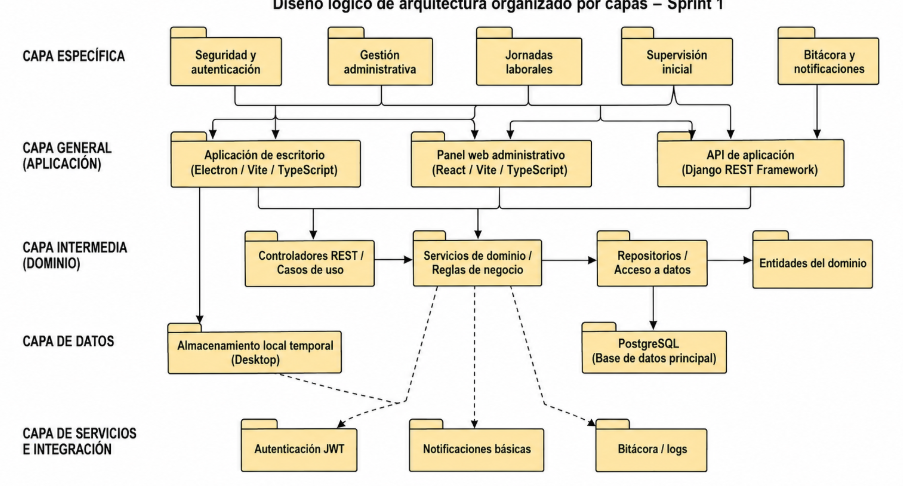 Diseño lógico de arquitectura organizado por capas – Sprint 1
CAPA ESPECÍFICA
Seguridad y
autenticación
Gestión
administrativa
Jornadas
laborales
Supervisión
inicial
Bitácora y
notificaciones
CAPA GENERAL
(APLICACIÓN)
Aplicación de escritorio
(Electron / Vite / TypeScript)
Panel web administrativo
(React / Vite / TypeScript)
API de aplicación
(Django REST Framework)
CAPA INTERMEDIA
(DOMINIO)
Controladores REST /
Casos de uso
Servicios de dominio /
Reglas de negocio
Repositorios /
Acceso a datos
Entidades del dominio
CAPA DE DATOS
Almacenamiento local temporal
(Desktop)
PostgreSQL
(Base de datos principal)
CAPA DE SERVICIOS
E INTEGRACIÓN
Autenticación JWT
Notificaciones básicas
Bitácora / logs